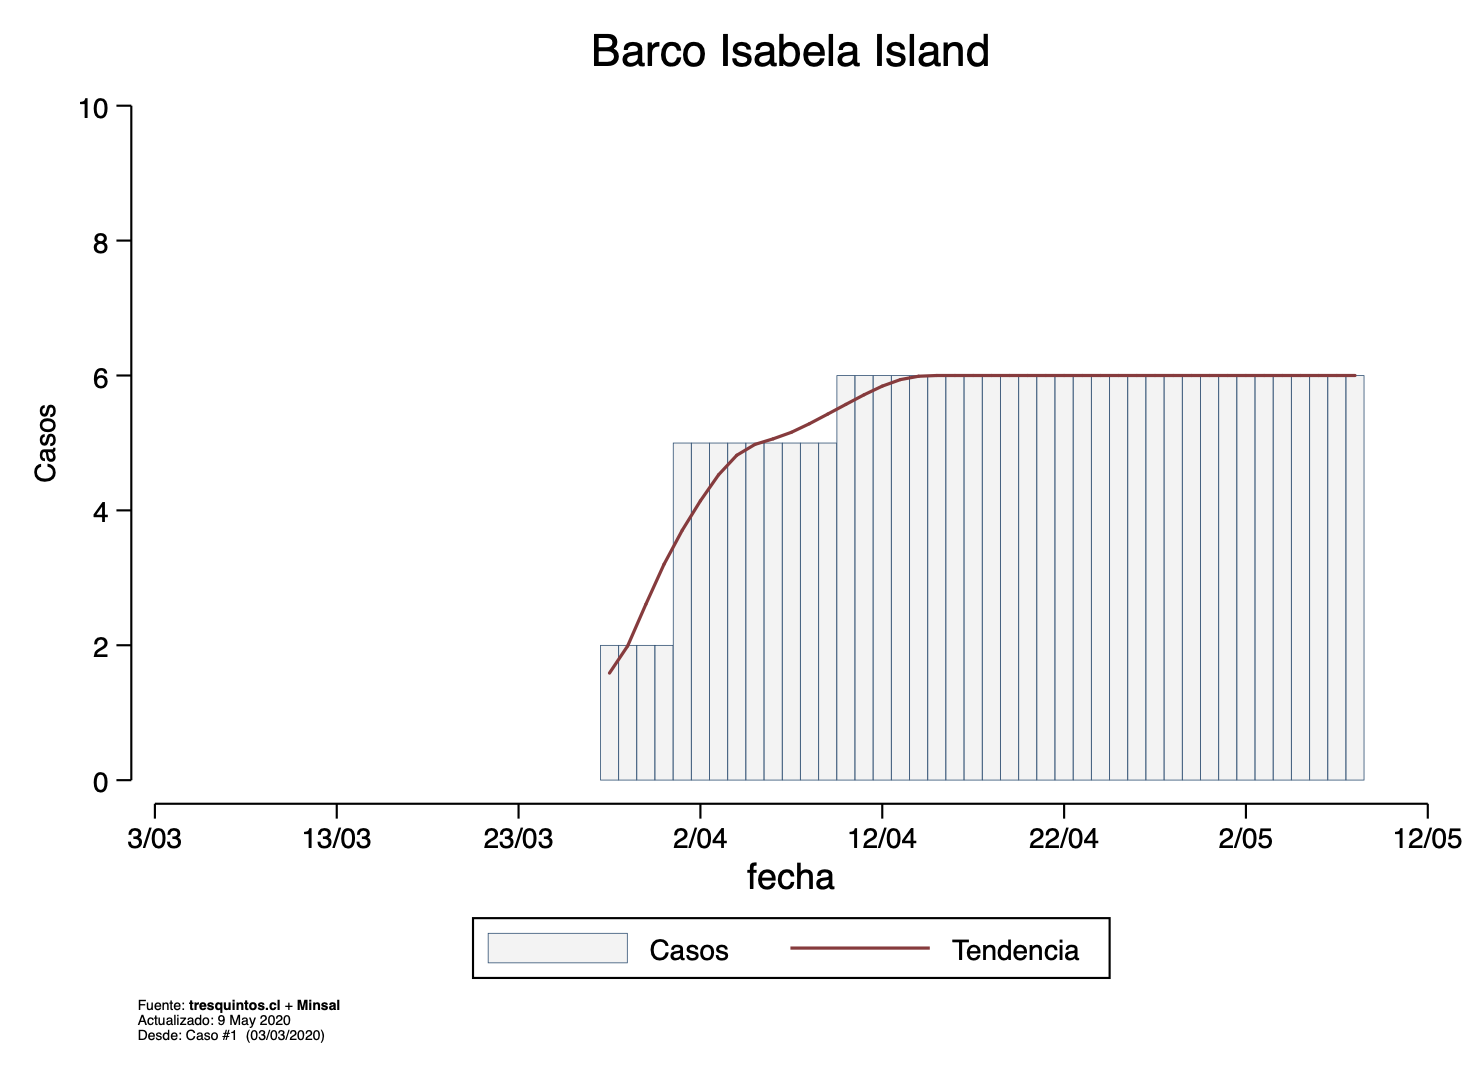 Barco Isabela Island
10
8
6
4
2
0
Casos
3/03 13/03 23/03 2/04 12/04 22/04 2/05 12/05
fecha
Casos Tendencia
Fuente: tresquintos.cl + Minsal
Actualizado: 9 May 2020
Desde: Caso #1 (03/03/2020)